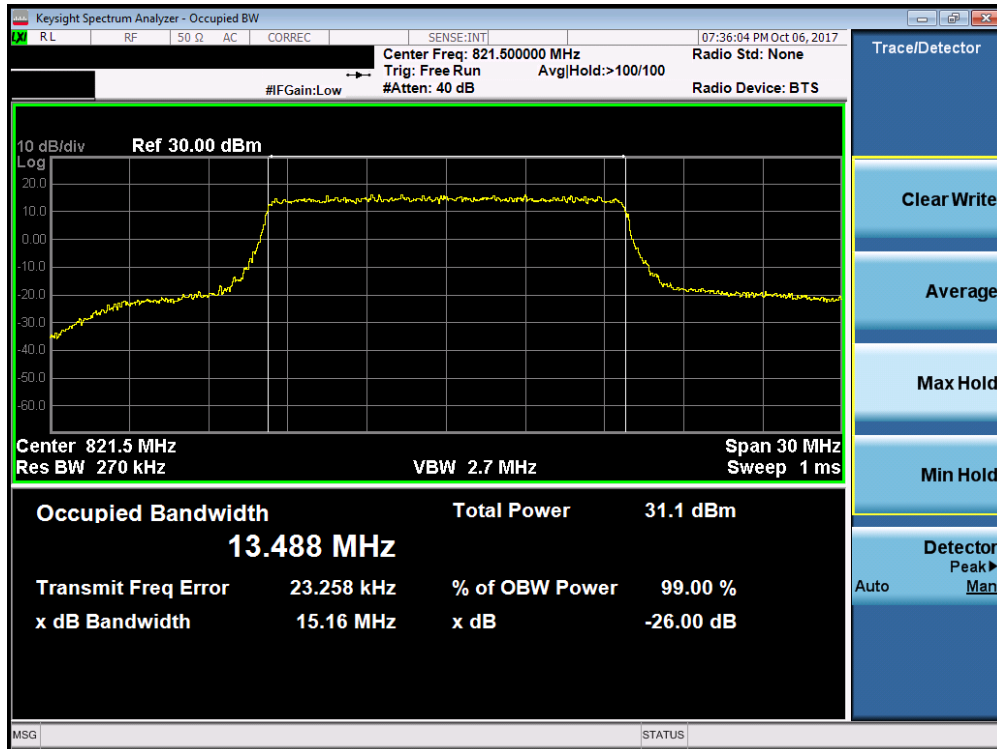 Keysight Spectrum Analyzer - Occupied BW
LXI RL RF 50 Ω AC CORREC SENSE:INT 07:36:04 PM Oct 06, 2017
Center Freq: 821.500000 MHz Radio Std: None
Trig: Free Run Avg|Hold:>100/100
#IFGain:Low #Atten: 40 dB Radio Device: BTS
10 dB/div Ref 30.00 dBm
Log
20.0
10.0
0.00
-10.0
-20.0
-30.0
-40.0
-50.0
-60.0
Center 821.5 MHz Span 30 MHz
Res BW 270 kHz VBW 2.7 MHz Sweep 1 ms
Occupied Bandwidth Total Power 31.1 dBm
13.488 MHz
Transmit Freq Error 23.258 kHz % of OBW Power 99.00 %
x dB Bandwidth 15.16 MHz x dB -26.00 dB
MSG STATUS
Trace/Detector
Clear Write
Average
Max Hold
Min Hold
Detector
Peak▶
Auto Man